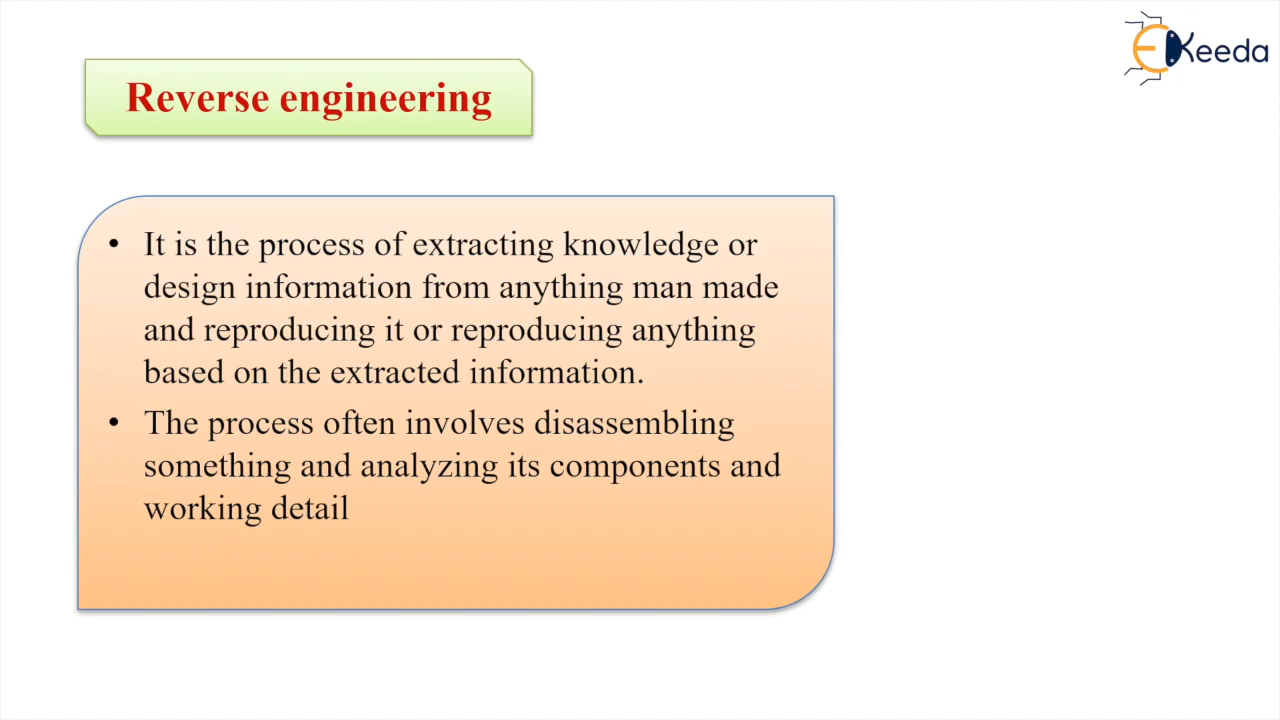 EKeeda
Reverse engineering
• It is the process of extracting knowledge or
design information from anything man made
and reproducing it or reproducing anything
based on the extracted information.
• The process often involves disassembling
something and analyzing its components and
working detail